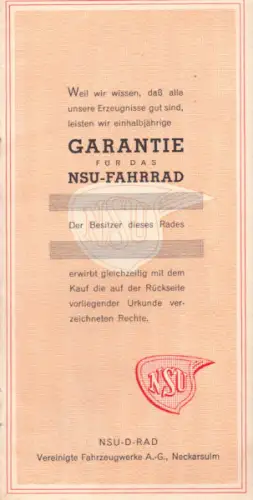 Weil wir wissen, daß alle
unsere Erzeugnisse gut sind,
leisten wir einhalbjährige
GARANTIE
FÜR DAS
NSU-FAHRRAD
NSU
Der Besitzer dieses Rades
erwirbt gleichzeitig mit dem
Kauf die auf der Rückseite
vorliegender Urkunde ver-
zeichneten Rechte.
NSU
NSU-D-RAD
Vereinigte Fahrzeugwerke A.-G., Neckarsulm